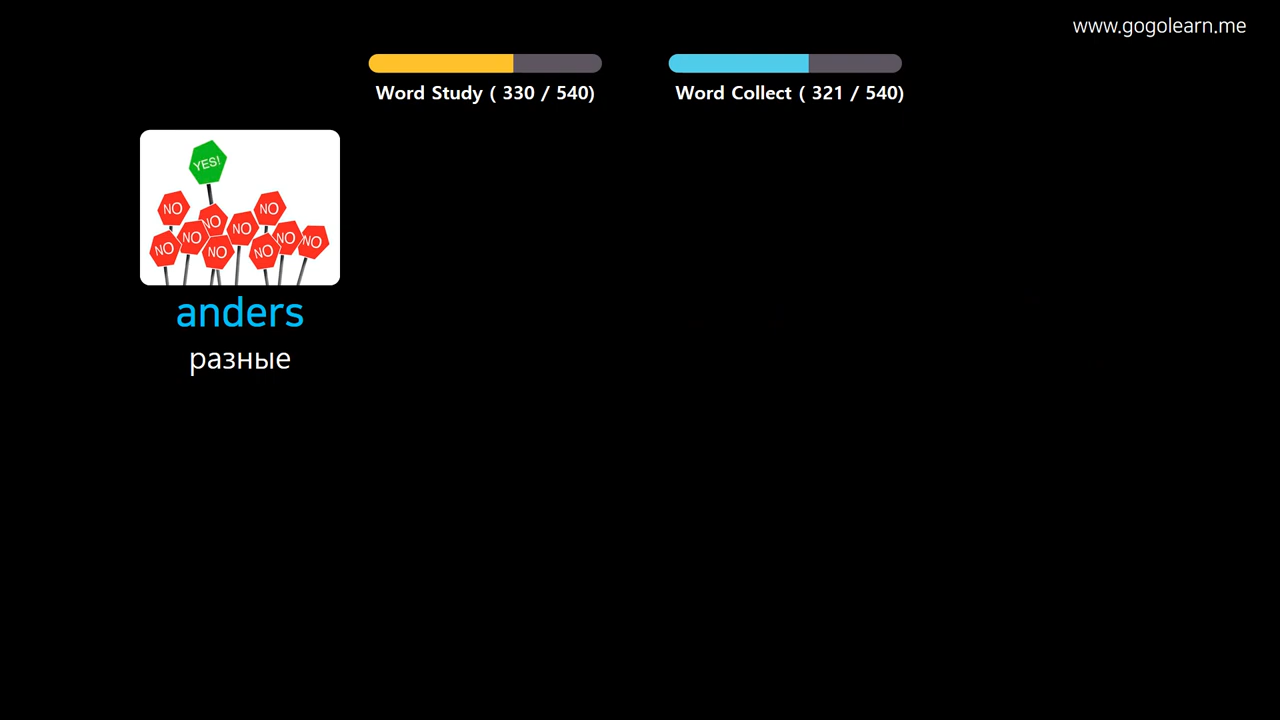 www.gogolearn.me
Word Study ( 330 / 540)
Word Collect ( 321 / 540)
YES!
NO
NO
NO
NO
NO
NO
NO
NO
NO
NO
anders
разные